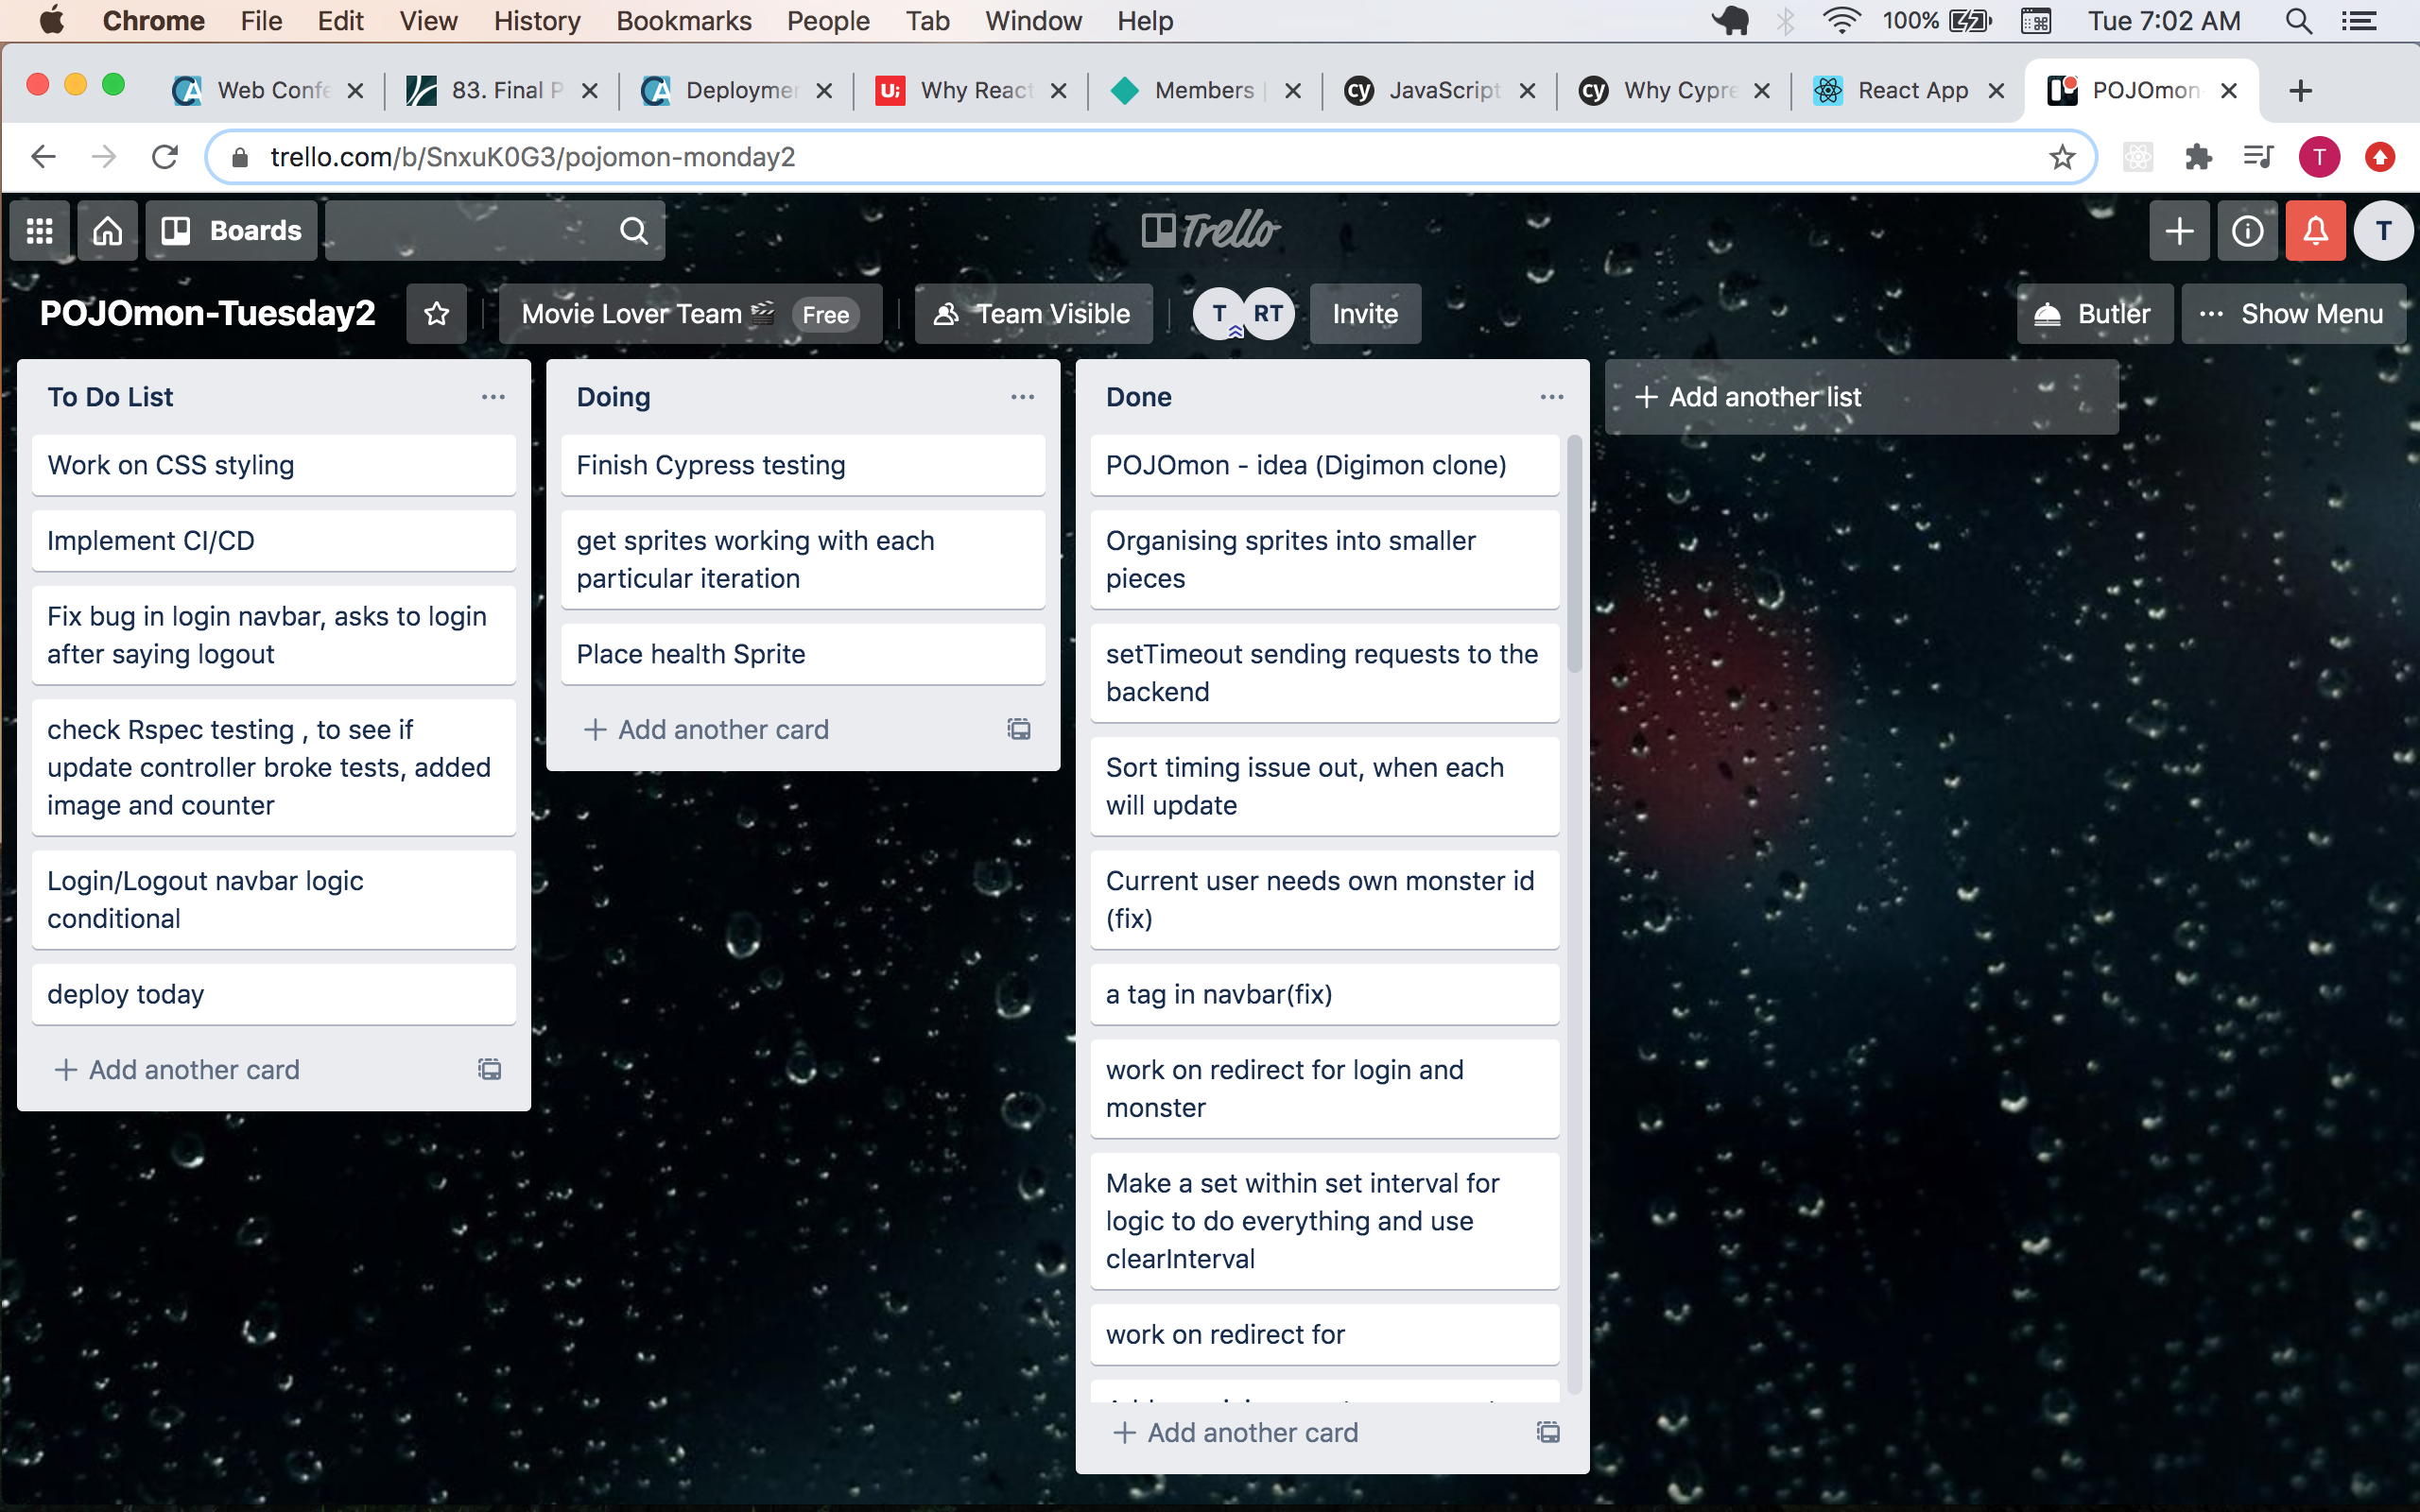 Chrome File Edit View History Bookmarks People Tab Window Help 100% Tue 7:02 AM
Web Confe 83. Final P Deploymen Why React Members JavaScript Why Cypre React App POJOmon
trello.com/b/SnxuK0G3/pojomon-monday2 T
Boards Trello T
POJOmon-Tuesday2 Movie Lover Team Free Team Visible T RT Invite Butler Show Menu
To Do List
Work on CSS styling
Implement CI/CD
Fix bug in login navbar, asks to login
after saying logout
check Rspec testing , to see if
update controller broke tests, added
image and counter
Login/Logout navbar logic
conditional
deploy today
Add another card
Doing
Finish Cypress testing
get sprites working with each
particular iteration
Place health Sprite
Add another card
Done
POJOmon - idea (Digimon clone)
Organising sprites into smaller
pieces
setTimeout sending requests to the
backend
Sort timing issue out, when each
will update
Current user needs own monster id
(fix)
a tag in navbar(fix)
work on redirect for login and
monster
Make a set within set interval for
logic to do everything and use
clearInterval
work on redirect for
Add another card
Add another list